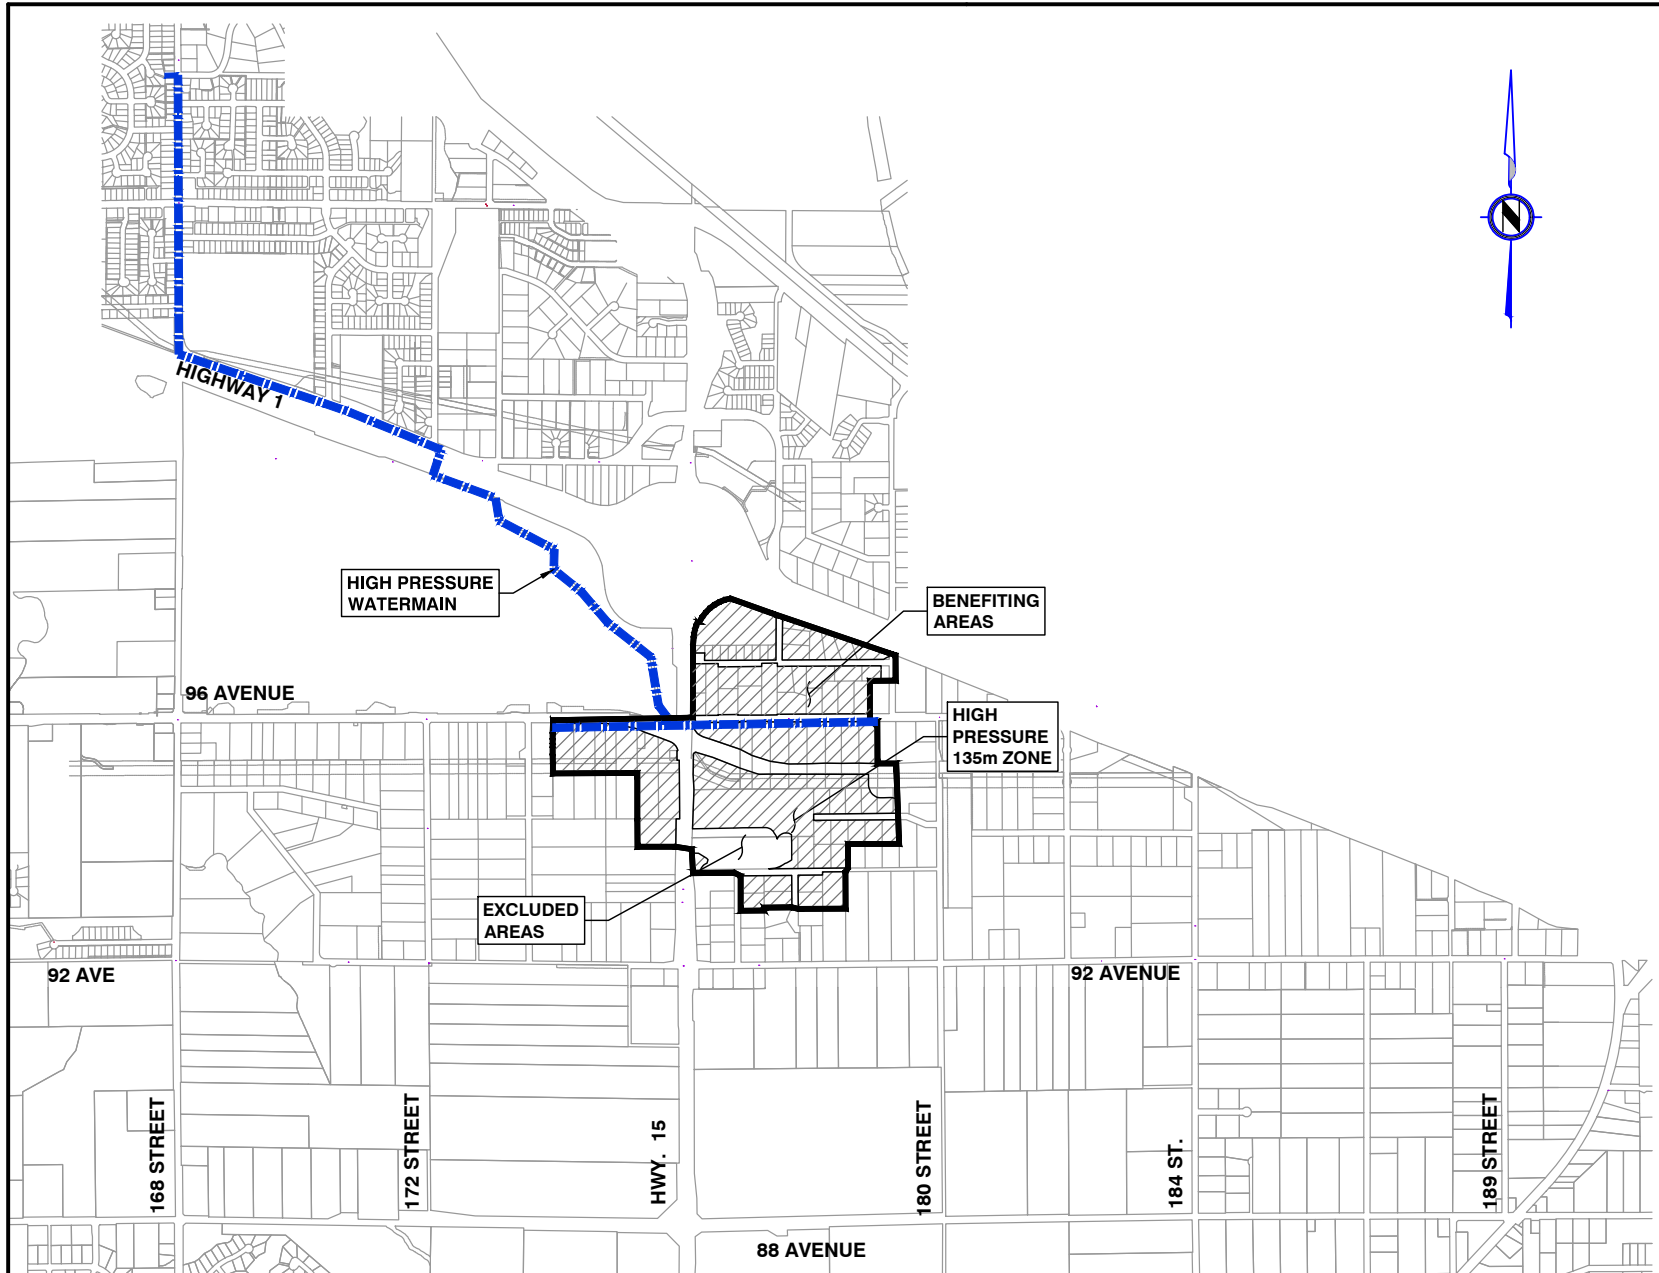 HIGHWAY 1
HIGH PRESSURE
WATERMAIN
BENEFITING
AREAS
96 AVENUE
HIGH
PRESSURE
135m ZONE
EXCLUDED
AREAS
92 AVE
92 AVENUE
168 STREET
172 STREET
HWY. 15
180 STREET
184 ST.
189 STREET
88 AVENUE
N